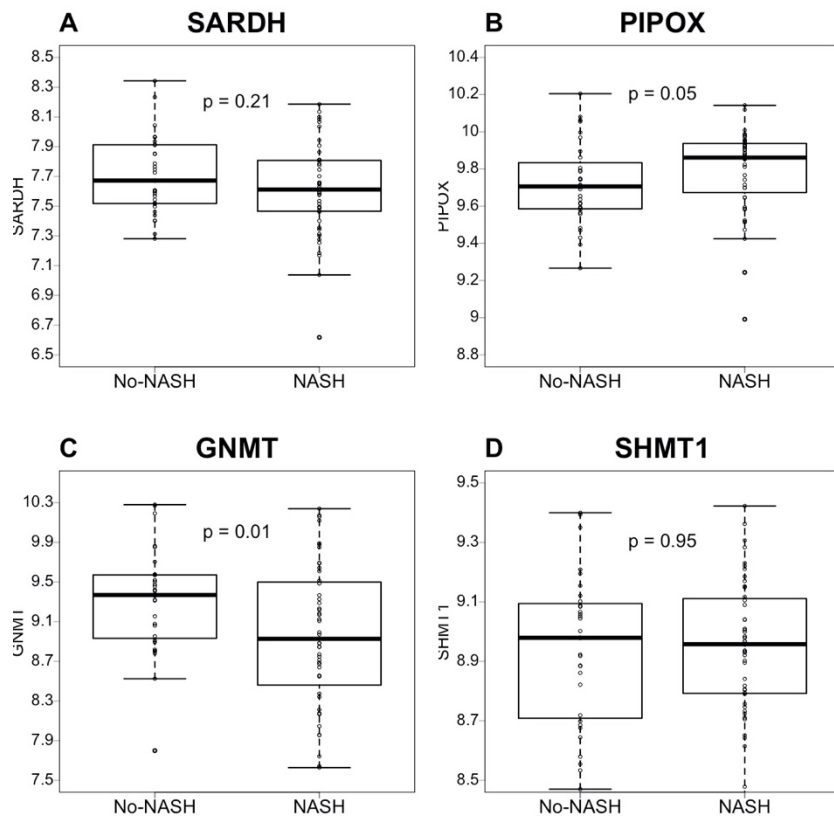 A SARDH
8.5
8.3
8.1
7.9
7.7
7.5
7.3
7.1
6.9
6.7
6.5
SARDH
p = 0.21
No-NASH NASH
B PIPOX
10.4
10.2
10
9.8
9.6
9.4
9.2
9
8.8
PIPOX
p = 0.05
No-NASH NASH
C GNMT
10.3
9.9
9.5
9.1
8.7
8.3
7.9
7.5
GNMT
p = 0.01
No-NASH NASH
D SHMT1
9.5
9.3
9.1
8.9
8.7
8.5
SHMT1
p = 0.95
No-NASH NASH